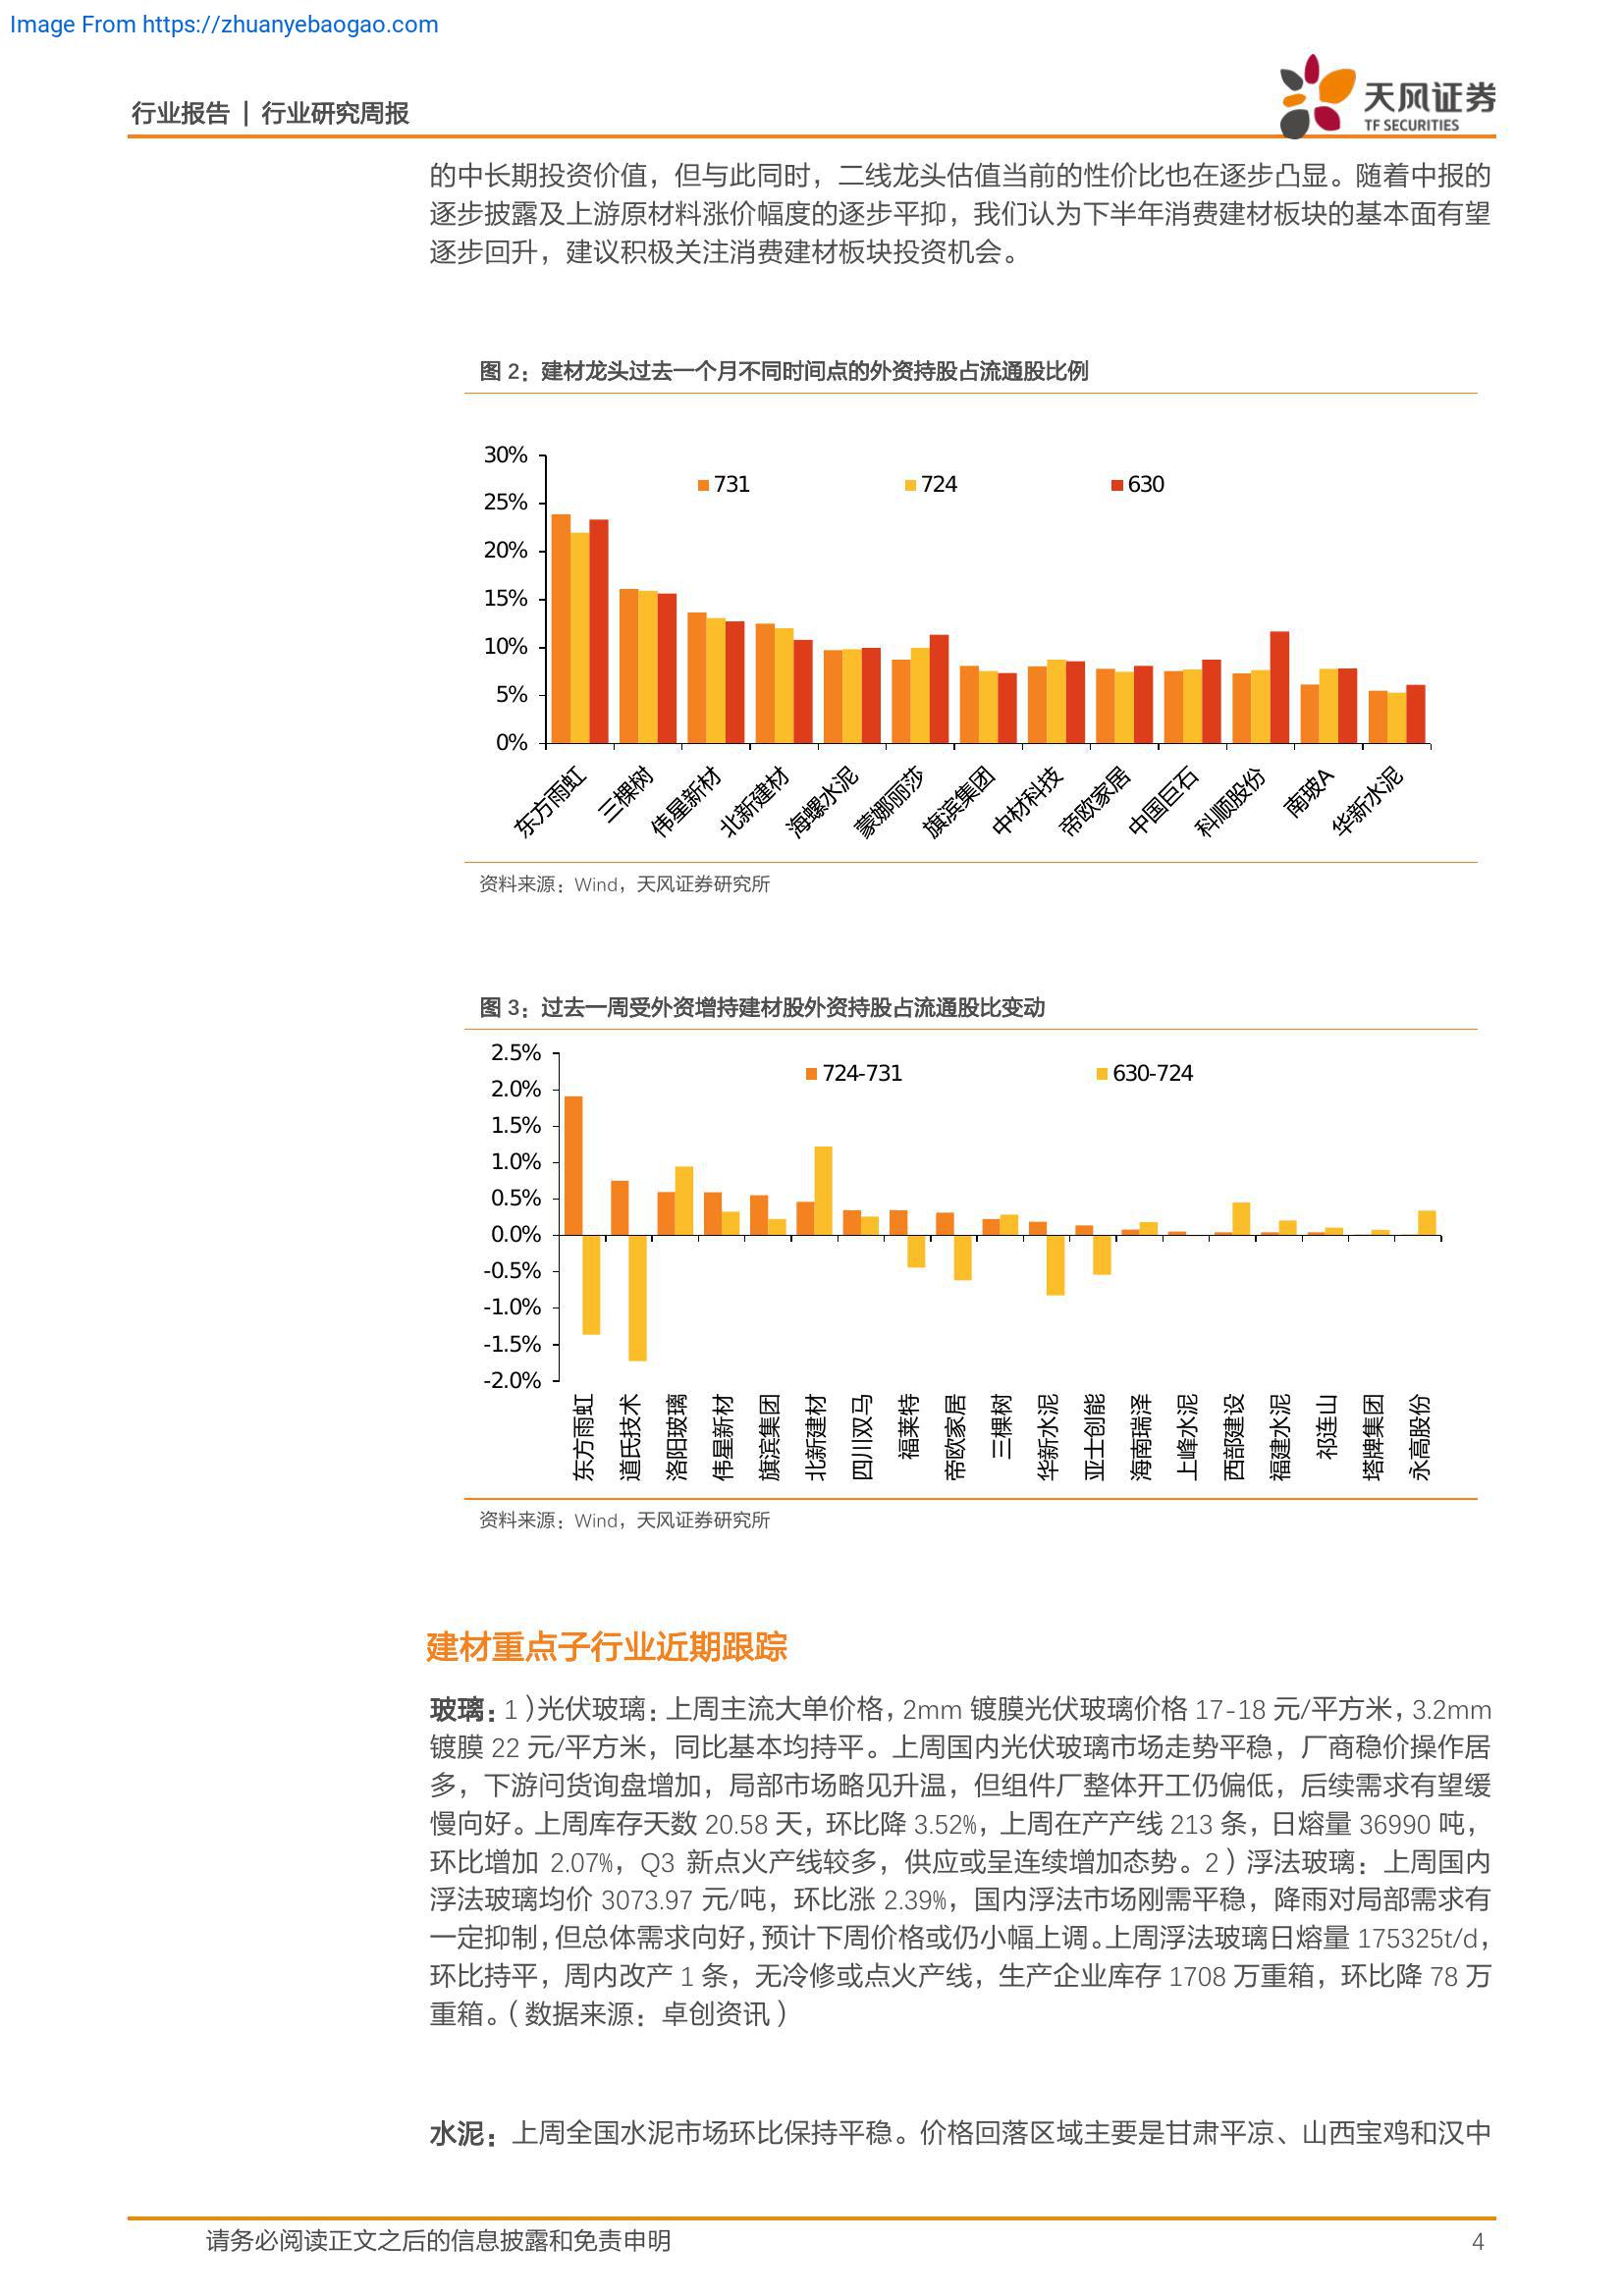 Image From https://zhuanyebaogao.com
行业报告 | 行业研究周报
天风证券
TF SECURITIES
的中长期投资价值，但与此同时，二线龙头估值当前的性价比也在逐步凸显。随着中报的
逐步披露及上游原材料涨价幅度的逐步平抑，我们认为下半年消费建材板块的基本面有望
逐步回升，建议积极关注消费建材板块投资机会。
图 2：建材龙头过去一个月不同时间点的外资持股占流通股比例
731 724 630
30%
25%
20%
15%
10%
5%
0%
东方雨虹 三棵树 伟星新材 北新建材 海螺水泥 蒙娜丽莎 旗滨集团 中材科技 帝欧家居 中国巨石 科顺股份 南玻A 华新水泥
资料来源：Wind，天风证券研究所
图 3：过去一周受外资增持建材股外资持股占流通股比变动
724-731 630-724
2.5%
2.0%
1.5%
1.0%
0.5%
0.0%
-0.5%
-1.0%
-1.5%
-2.0%
东方雨虹 道氏技术 洛阳玻璃 伟星新材 旗滨集团 北新建材 四川双马 福莱特 帝欧家居 三棵树 华新水泥 亚士创能 海南瑞泽 上峰水泥 西部建设 福建水泥 祁连山 塔牌集团 永高股份
资料来源：Wind，天风证券研究所
建材重点子行业近期跟踪
玻璃：1）光伏玻璃：上周主流大单价格，2mm 镀膜光伏玻璃价格 17-18 元/平方米，3.2mm
镀膜 22 元/平方米，同比基本均持平。上周国内光伏玻璃市场走势平稳，厂商稳价操作居
多，下游问货询盘增加，局部市场略见升温，但组件厂整体开工仍偏低，后续需求有望缓
慢向好。上周库存天数 20.58 天，环比降 3.52%，上周在产产线 213 条，日熔量 36990 吨，
环比增加 2.07%，Q3 新点火产线较多，供应或呈连续增加态势。2）浮法玻璃：上周国内
浮法玻璃均价 3073.97 元/吨，环比涨 2.39%，国内浮法市场刚需平稳，降雨对局部需求有
一定抑制，但总体需求向好，预计下周价格或仍小幅上调。上周浮法玻璃日熔量 175325t/d，
环比持平，周内改产 1 条，无冷修或点火产线，生产企业库存 1708 万重箱，环比降 78 万
重箱。（数据来源：卓创资讯）
水泥：上周全国水泥市场环比保持平稳。价格回落区域主要是甘肃平凉、山西宝鸡和汉中
请务必阅读正文之后的信息披露和免责申明
4